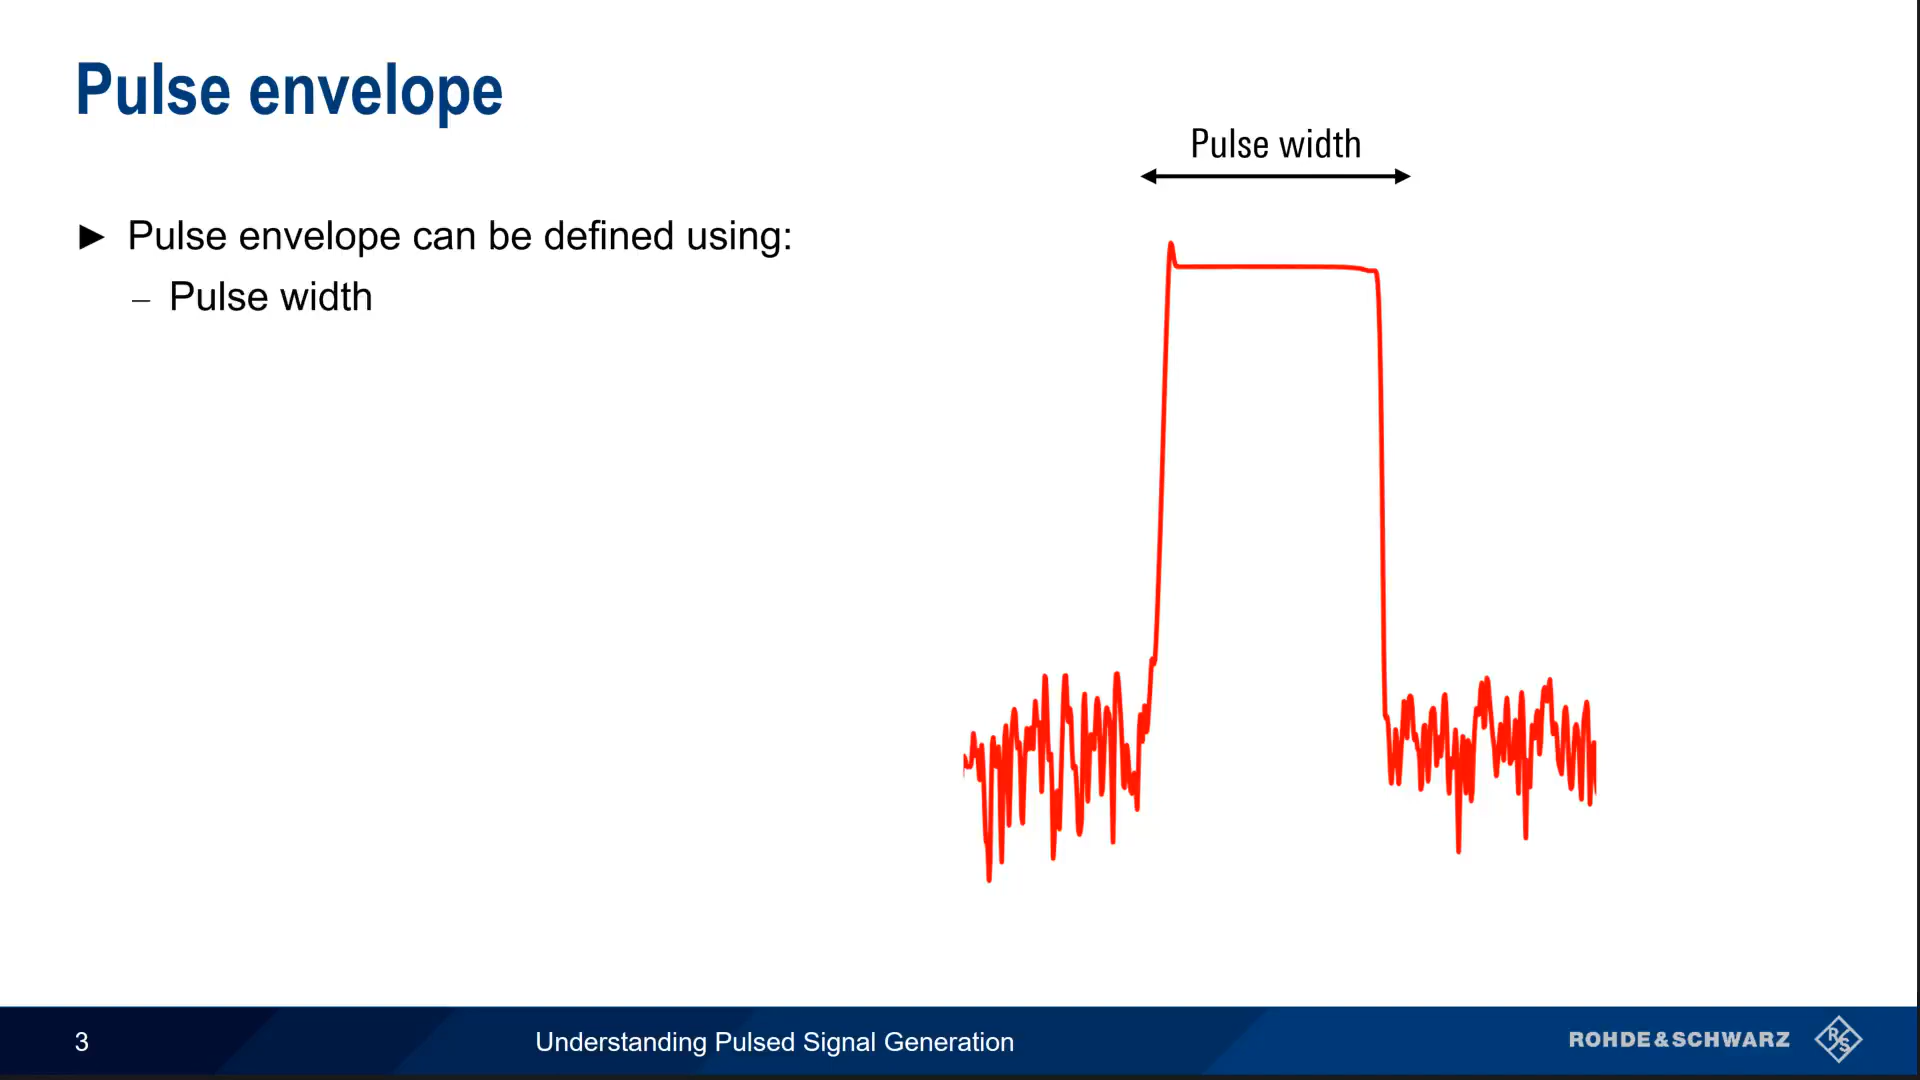 Pulse envelope
Pulse width
► Pulse envelope can be defined using:
– Pulse width
3
Understanding Pulsed Signal Generation
ROHDE&SCHWARZ
R S